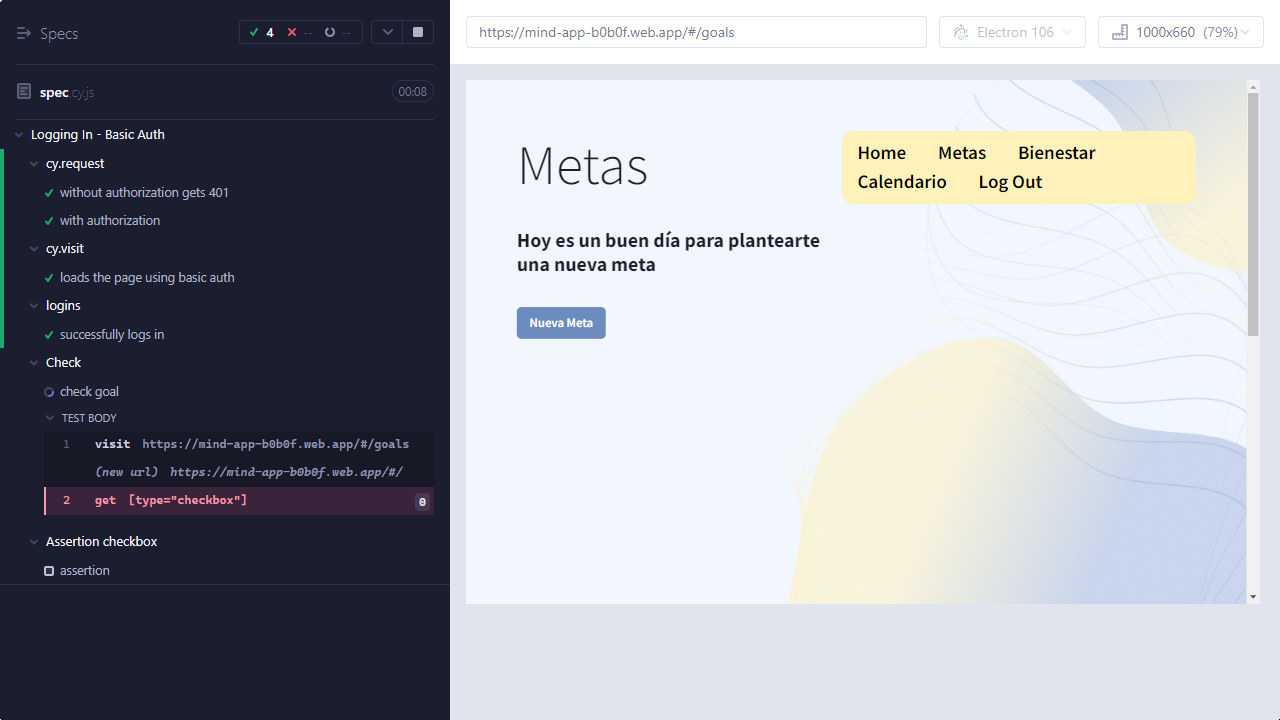 Specs
4
--
--
spec.cy.js
00:08
Logging In - Basic Auth
cy.request
without authorization gets 401
with authorization
cy.visit
loads the page using basic auth
logins
successfully logs in
Check
check goal
TEST BODY
1 visit https://mind-app-b0b0f.web.app/#/goals
(new url) https://mind-app-b0b0f.web.app/#/
2 get [type="checkbox"] 0
Assertion checkbox
assertion
https://mind-app-b0b0f.web.app/#/goals
Electron 106
1000x660 (79%)
Metas
Home Metas Bienestar
Calendario Log Out
Hoy es un buen día para plantearte
una nueva meta
Nueva Meta